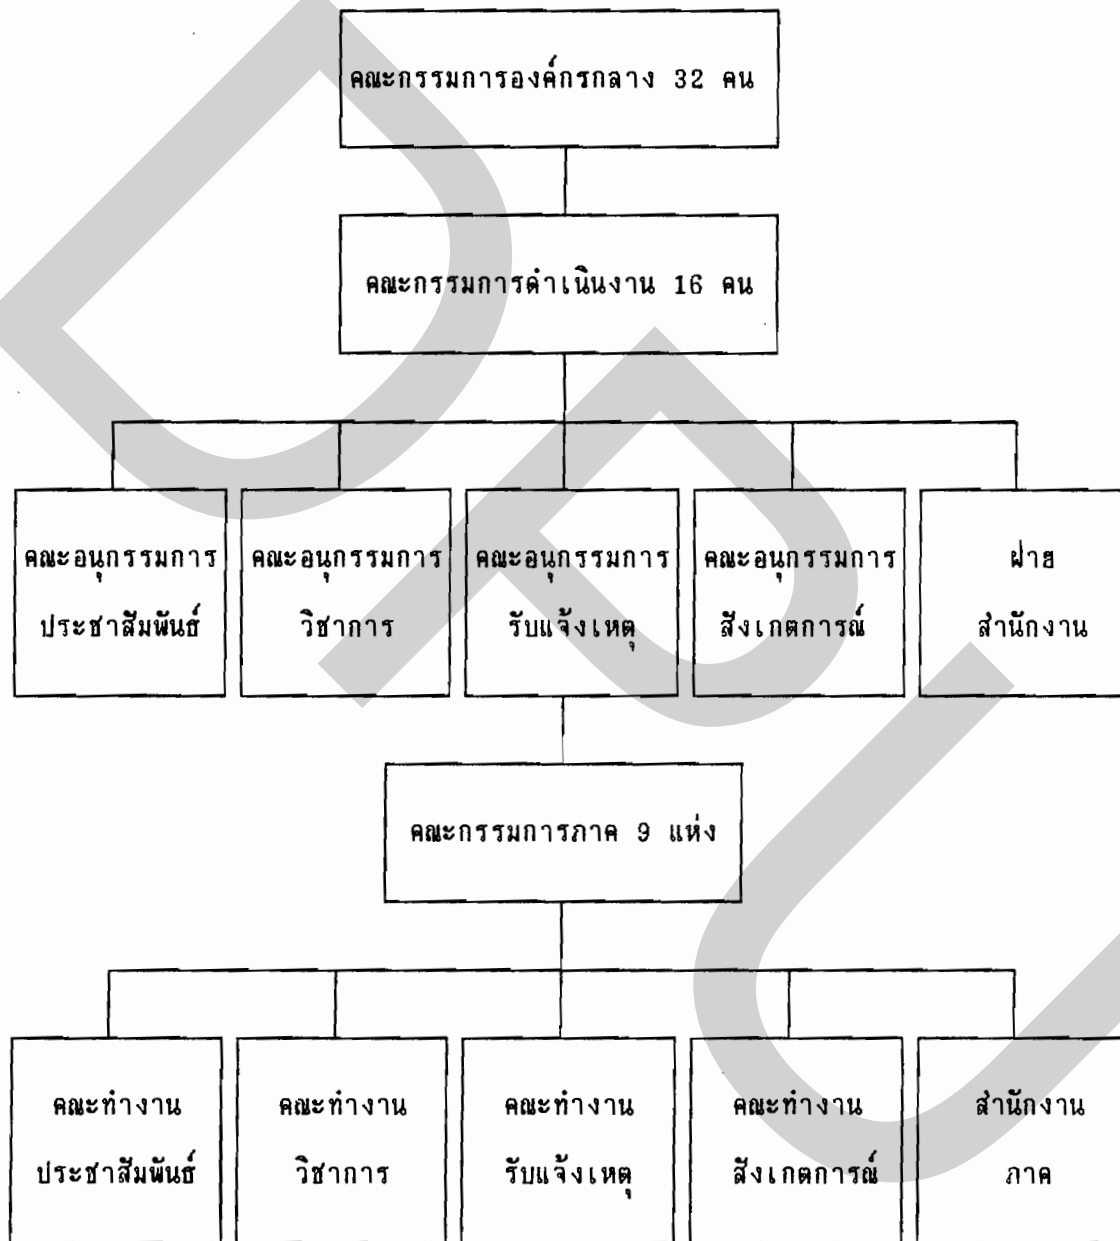 คณะกรรมการองค์กรกลาง 32 คน
คณะกรรมการดำเนินงาน 16 คน
คณะอนุกรรมการ
ประชาสัมพันธ์
คณะอนุกรรมการ
วิชาการ
คณะอนุกรรมการ
รับแจ้งเหตุ
คณะอนุกรรมการ
สังเกตการณ์
ฝ่าย
สำนักงาน
คณะกรรมการภาค 9 แห่ง
คณะทำงาน
ประชาสัมพันธ์
คณะทำงาน
วิชาการ
คณะทำงาน
รับแจ้งเหตุ
คณะทำงาน
สังเกตการณ์
สำนักงาน
ภาค
DPU